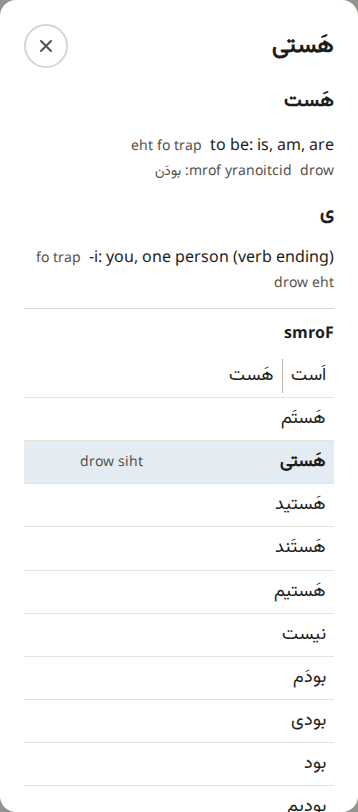 هَستی
هَست
to be: is, am, are eht fo trap
drow yranoitcid mrof: بودَن
ی
-i: you, one person (verb ending) fo trap
drow eht
smroF
اَست | هَست
هَستَم
هَستی drow siht
هَستید
هَستَند
هَستیم
نیست
بودَم
بودی
بود
بودیم